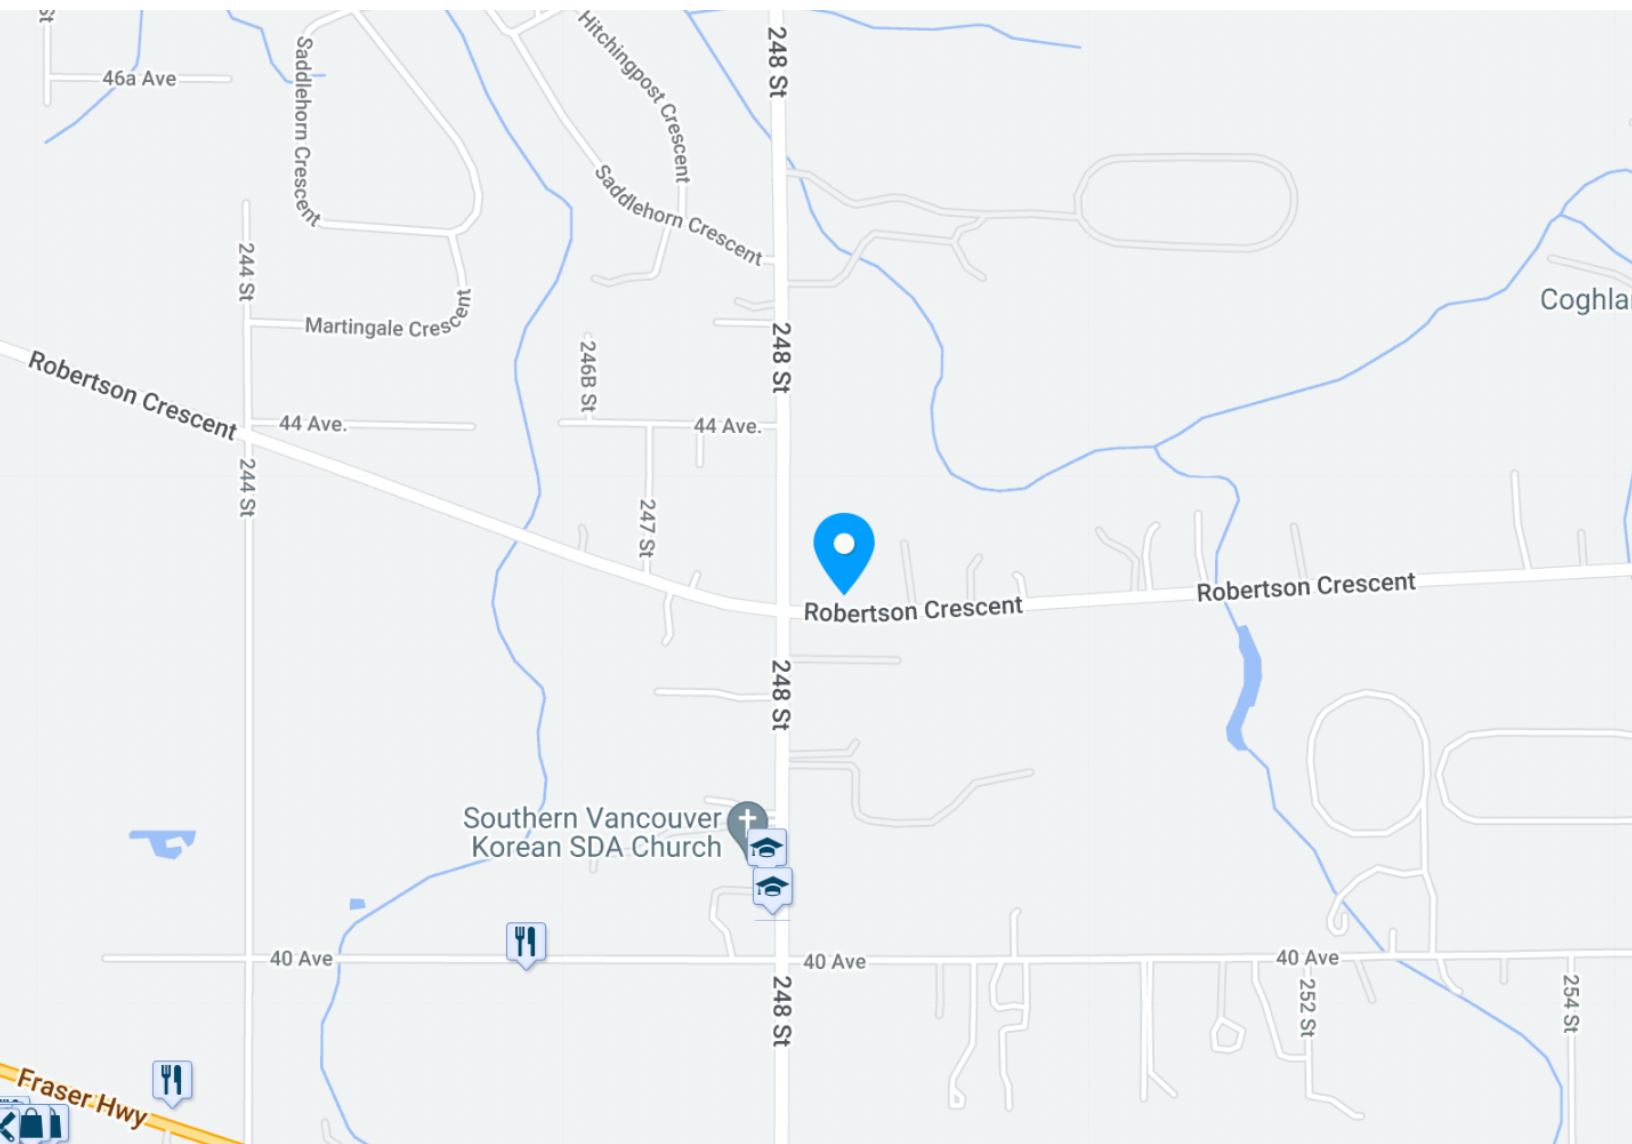 St
Hitchingpost Crescent
248 St
Saddlehorn Crescent
46a Ave
Saddlehorn Crescent
244 St
Coghla
Martingale Crescent
246B St
248 St
Robertson Crescent
44 Ave.
44 Ave.
244 St
247 St
Robertson Crescent
Robertson Crescent
248 St
Southern Vancouver
Korean SDA Church
40 Ave
40 Ave
40 Ave
248 St
252 St
254 St
Fraser Hwy